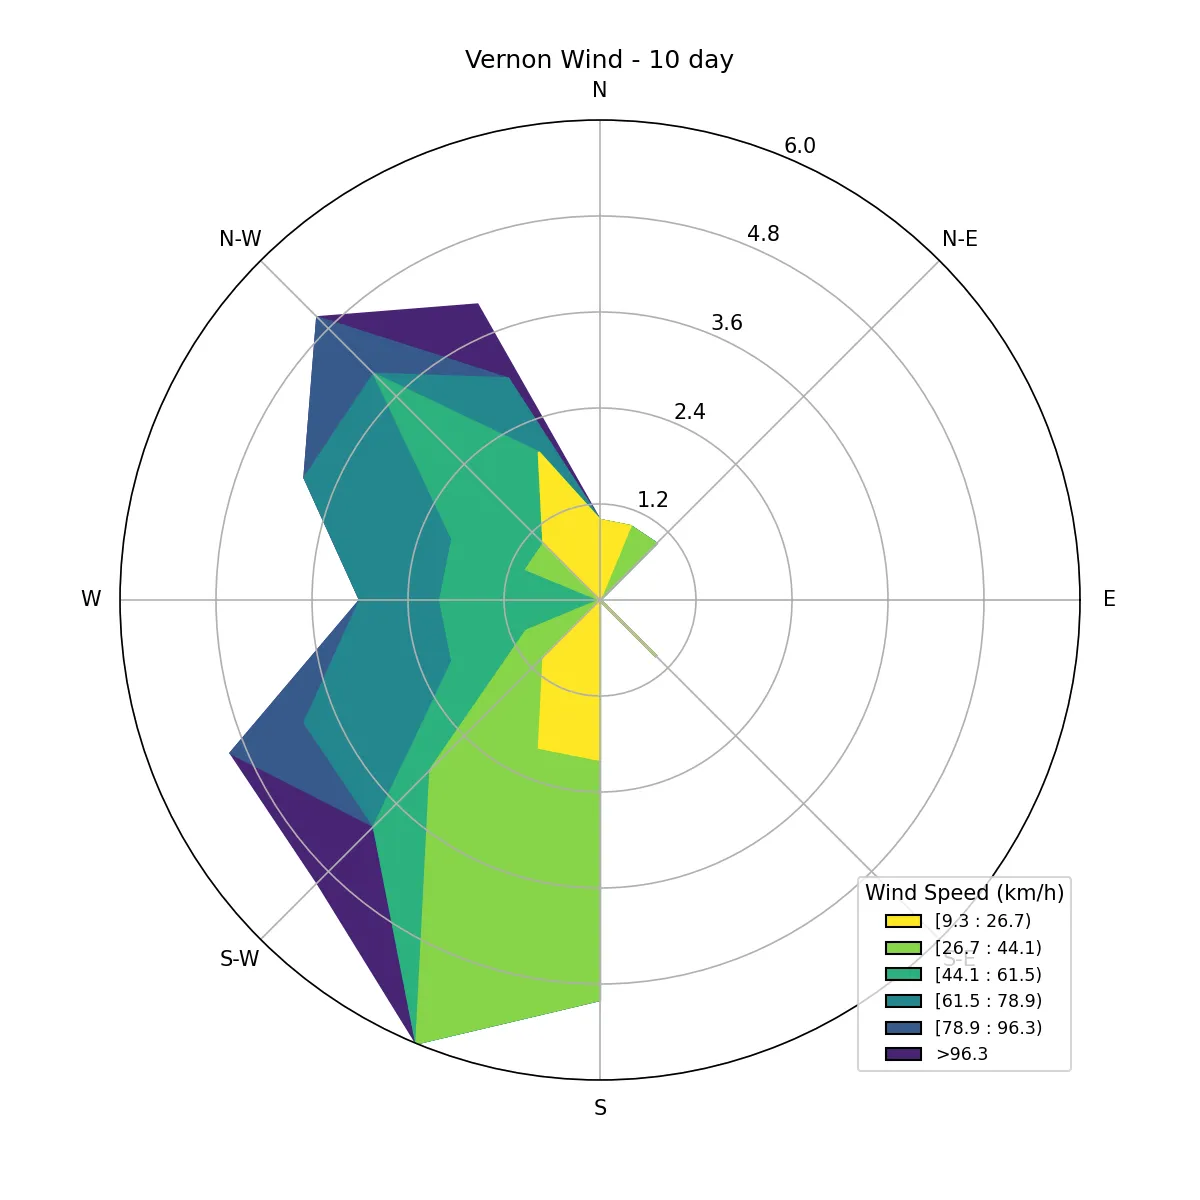 Vernon Wind - 10 day
N
6.0
N-W
4.8
N-E
3.6
2.4
1.2
W
E
Wind Speed (km/h)
[9.3 : 26.7)
[26.7 : 44.1)
S-W
S-E
[44.1 : 61.5)
[61.5 : 78.9)
[78.9 : 96.3)
>96.3
S